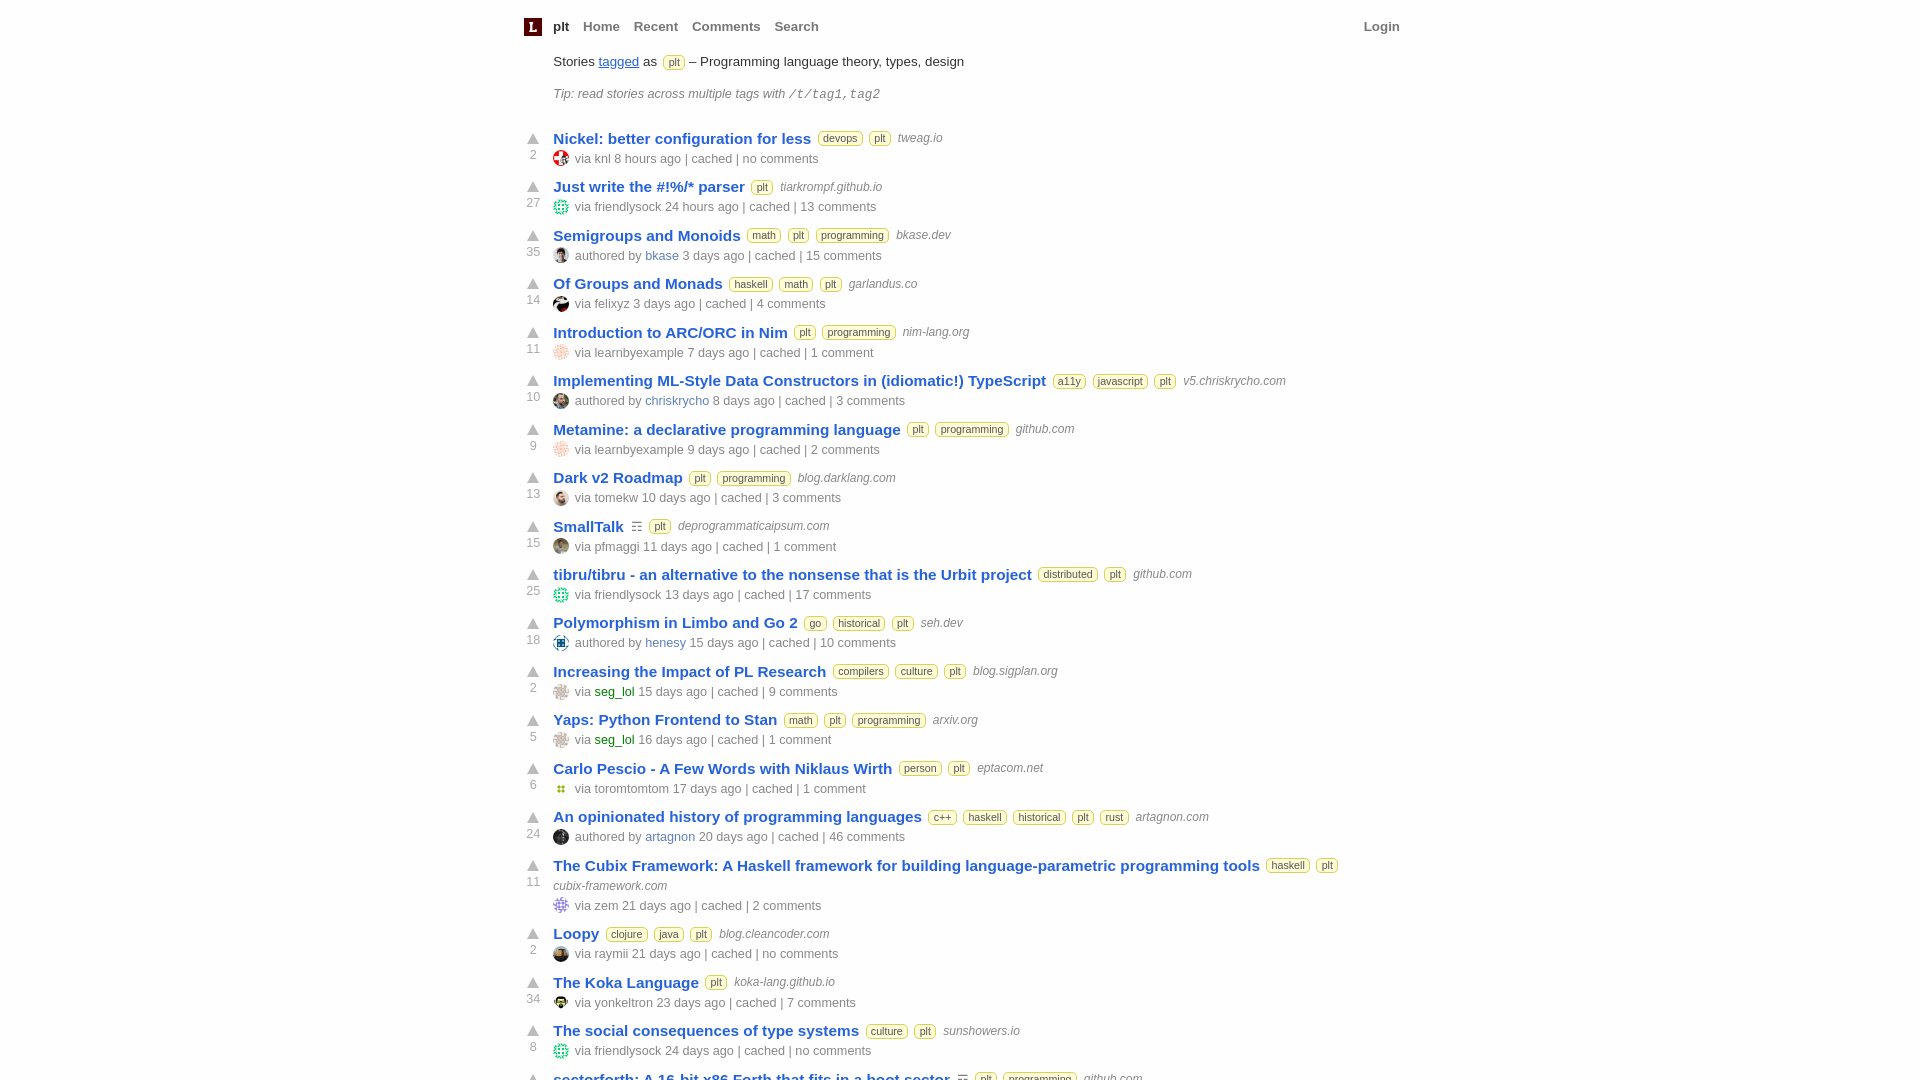 L plt Home Recent Comments Search Login
Stories tagged as plt – Programming language theory, types, design
Tip: read stories across multiple tags with /t/tag1,tag2
Nickel: better configuration for less devops plt tweag.io
2 via knl 8 hours ago | cached | no comments
Just write the #!%/* parser plt tiarkrompf.github.io
27 via friendlysock 24 hours ago | cached | 13 comments
Semigroups and Monoids math plt programming bkase.dev
35 authored by bkase 3 days ago | cached | 15 comments
Of Groups and Monads haskell math plt garlandus.co
14 via felixyz 3 days ago | cached | 4 comments
Introduction to ARC/ORC in Nim plt programming nim-lang.org
11 via learnbyexample 7 days ago | cached | 1 comment
Implementing ML-Style Data Constructors in (idiomatic!) TypeScript a11y javascript plt v5.chriskrycho.com
10 authored by chriskrycho 8 days ago | cached | 3 comments
Metamine: a declarative programming language plt programming github.com
9 via learnbyexample 9 days ago | cached | 2 comments
Dark v2 Roadmap plt programming blog.darklang.com
13 via tomekw 10 days ago | cached | 3 comments
SmallTalk ☶ plt deprogrammaticaipsum.com
15 via pfmaggi 11 days ago | cached | 1 comment
tibru/tibru - an alternative to the nonsense that is the Urbit project distributed plt github.com
25 via friendlysock 13 days ago | cached | 17 comments
Polymorphism in Limbo and Go 2 go historical plt seh.dev
18 authored by henesy 15 days ago | cached | 10 comments
Increasing the Impact of PL Research compilers culture plt blog.sigplan.org
2 via seg_lol 15 days ago | cached | 9 comments
Yaps: Python Frontend to Stan math plt programming arxiv.org
5 via seg_lol 16 days ago | cached | 1 comment
Carlo Pescio - A Few Words with Niklaus Wirth person plt eptacom.net
6 via toromtomtom 17 days ago | cached | 1 comment
An opinionated history of programming languages c++ haskell historical plt rust artagnon.com
24 authored by artagnon 20 days ago | cached | 46 comments
The Cubix Framework: A Haskell framework for building language-parametric programming tools haskell plt
11 cubix-framework.com
via zem 21 days ago | cached | 2 comments
Loopy clojure java plt blog.cleancoder.com
2 via raymii 21 days ago | cached | no comments
The Koka Language plt koka-lang.github.io
34 via yonkeltron 23 days ago | cached | 7 comments
The social consequences of type systems culture plt sunshowers.io
8 via friendlysock 24 days ago | cached | no comments
sectorforth: A 16-bit x86 Forth that fits in a boot sector ☶ plt programming github.com